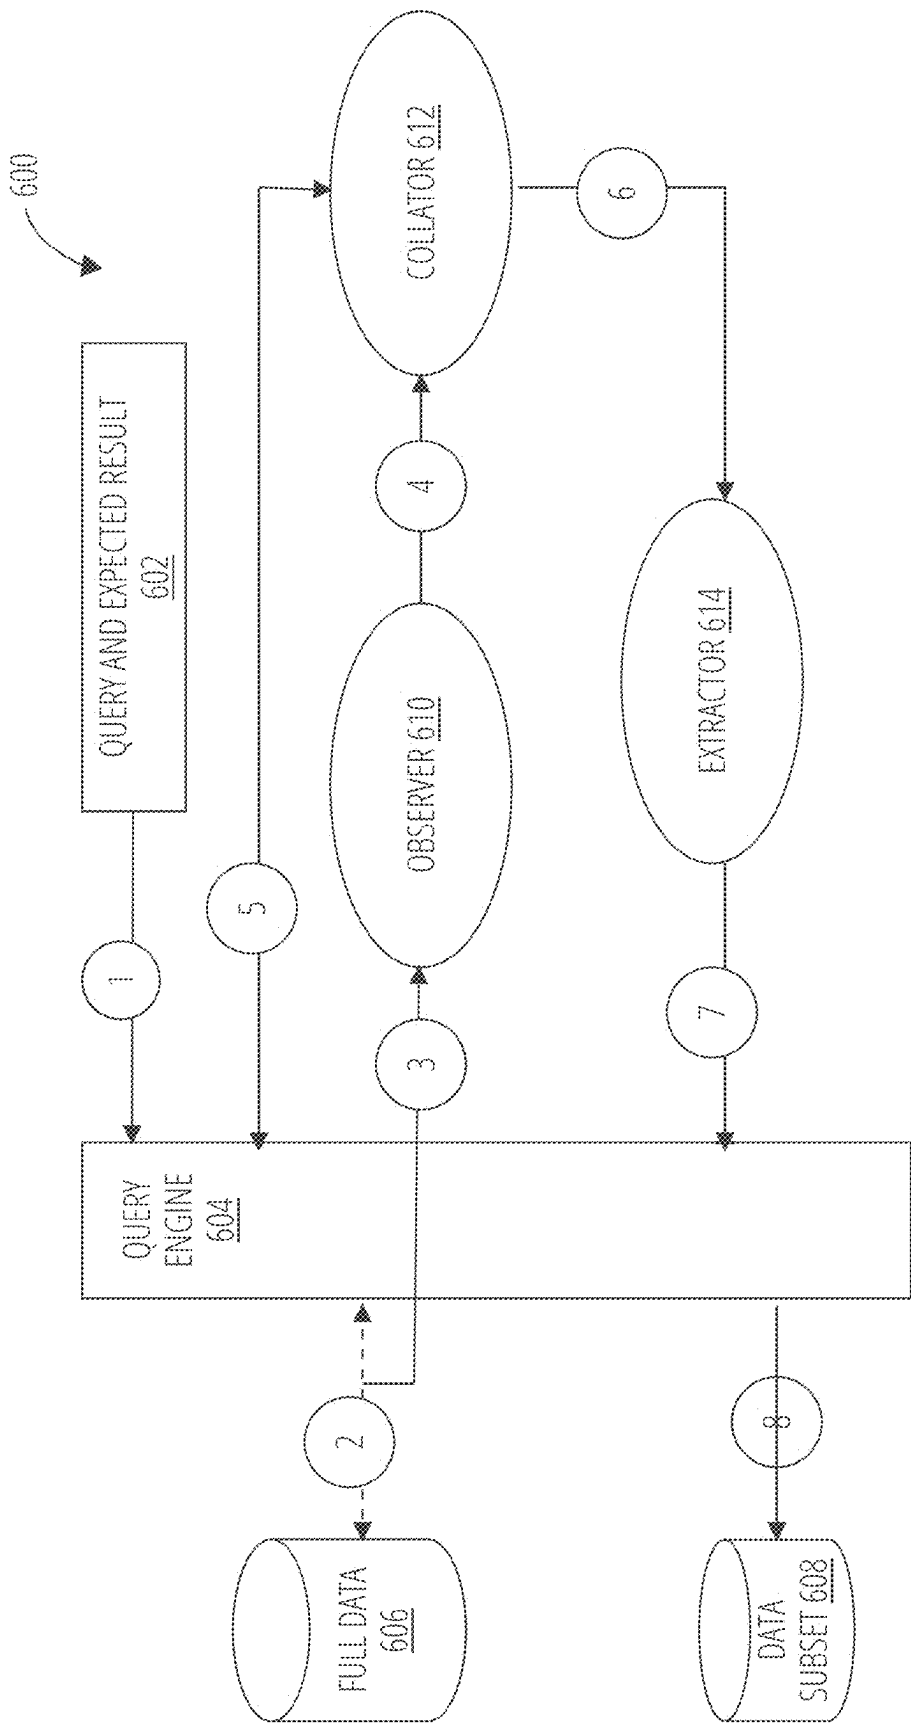 600
QUERY AND EXPECTED RESULT
602
1
5
QUERY
ENGINE
604
2
3
4
FULL DATA
606
OBSERVER 610
COLLATOR 612
6
EXTRACTOR 614
7
8
DATA
SUBSET 608